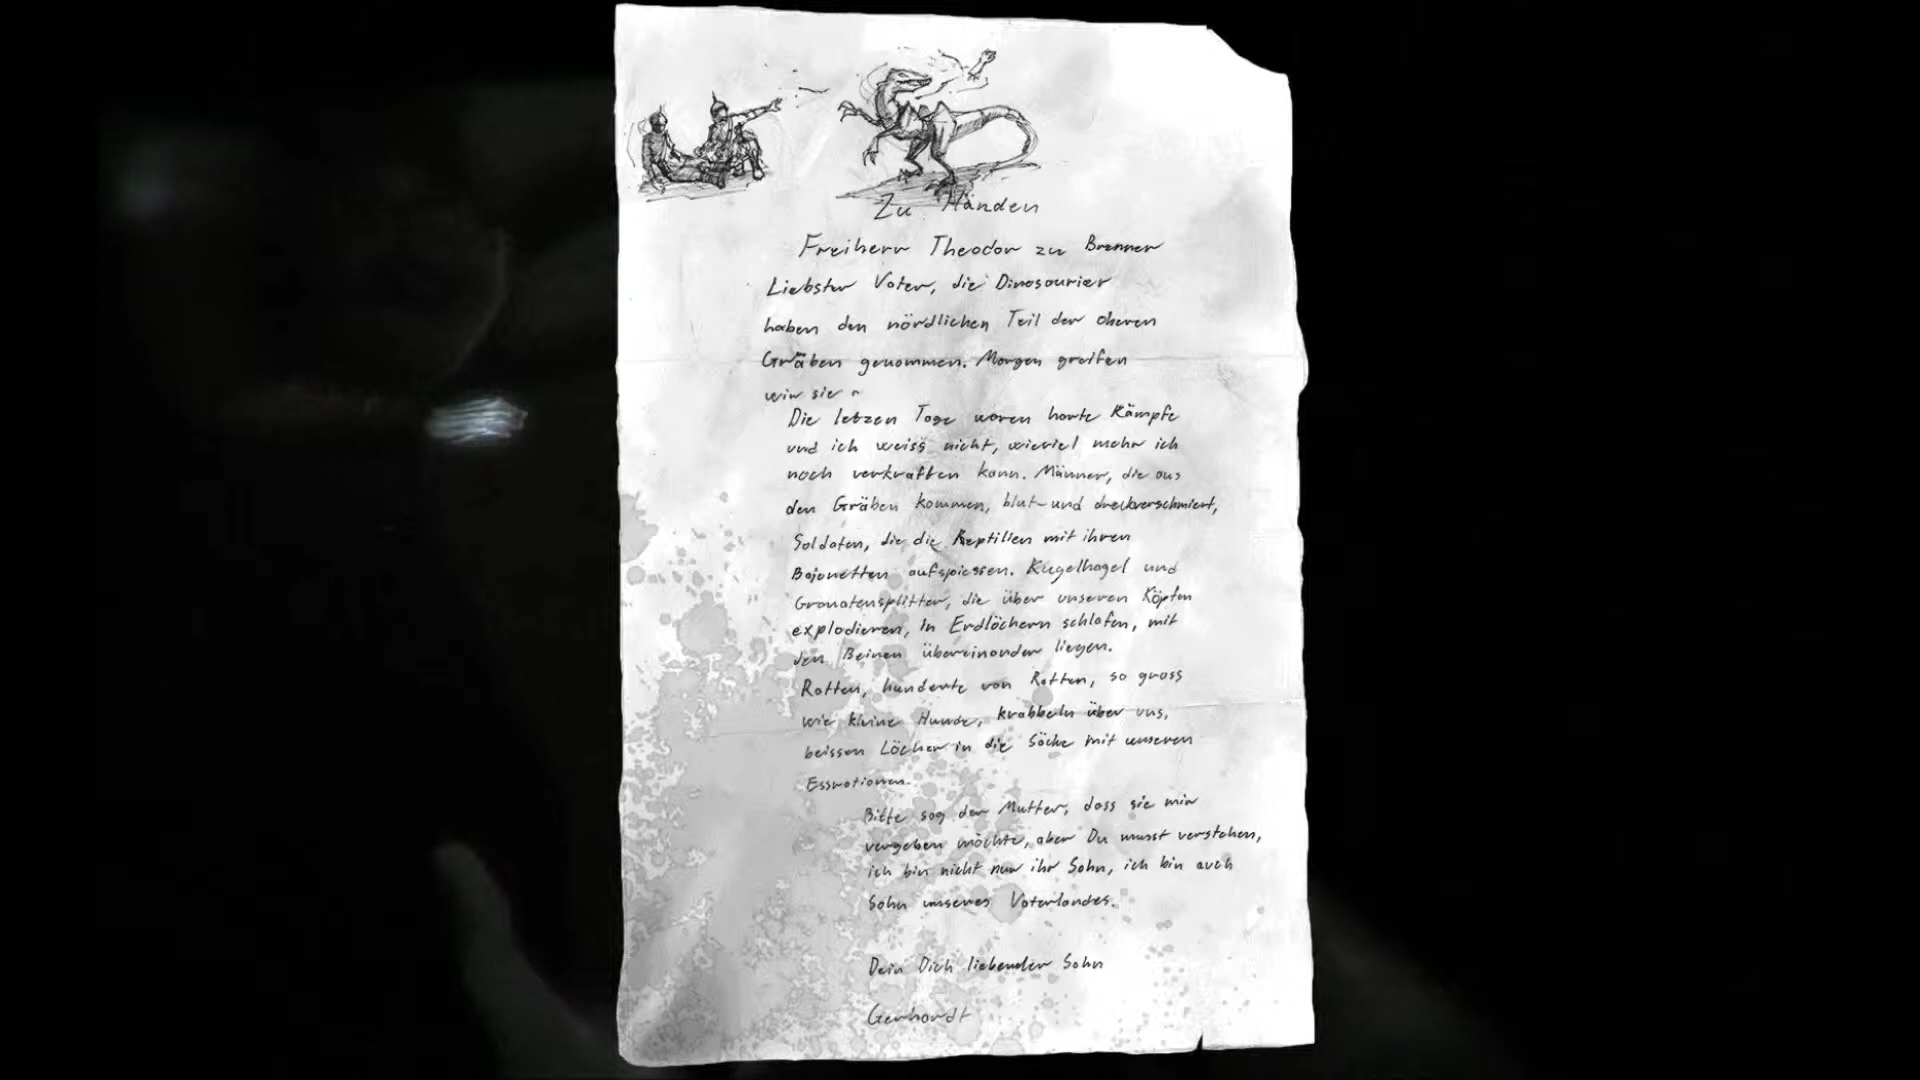 Zu Händen
Freiherr Theodor zu Brenner
Liebster Vater, die Dinosaurier
haben den nördlichen Teil der oberen
Gräben genommen. Morgen greifen
wir sie a
Die letzen Tage waren harte Kämpfe
und ich weiss nicht, wieviel mehr ich
noch verkraften kann. Männer, die aus
den Gräben kommen, blut- und dreckverschmiert,
Soldaten, die die Reptilien mit ihren
Bajonetten aufspiessen. Kugelhagel und
Granatensplitter, die über unseren Köpfen
explodieren, In Erdlöchern schlafen, mit
den Beinen übereinander liegen.
Ratten, hunderte von Ratten, so gross
wie kleine Hunde, krabbeln über uns,
beissen Löcher in die Säcke mit unseren
Essrationen.
Bitte sag der Mutter, dass sie mir
vergeben möchte, aber Du musst verstehen,
ich bin nicht nur ihr Sohn, ich bin auch
Sohn unseres Vaterlandes.
Dein Dich liebender Sohn
Gerhardt